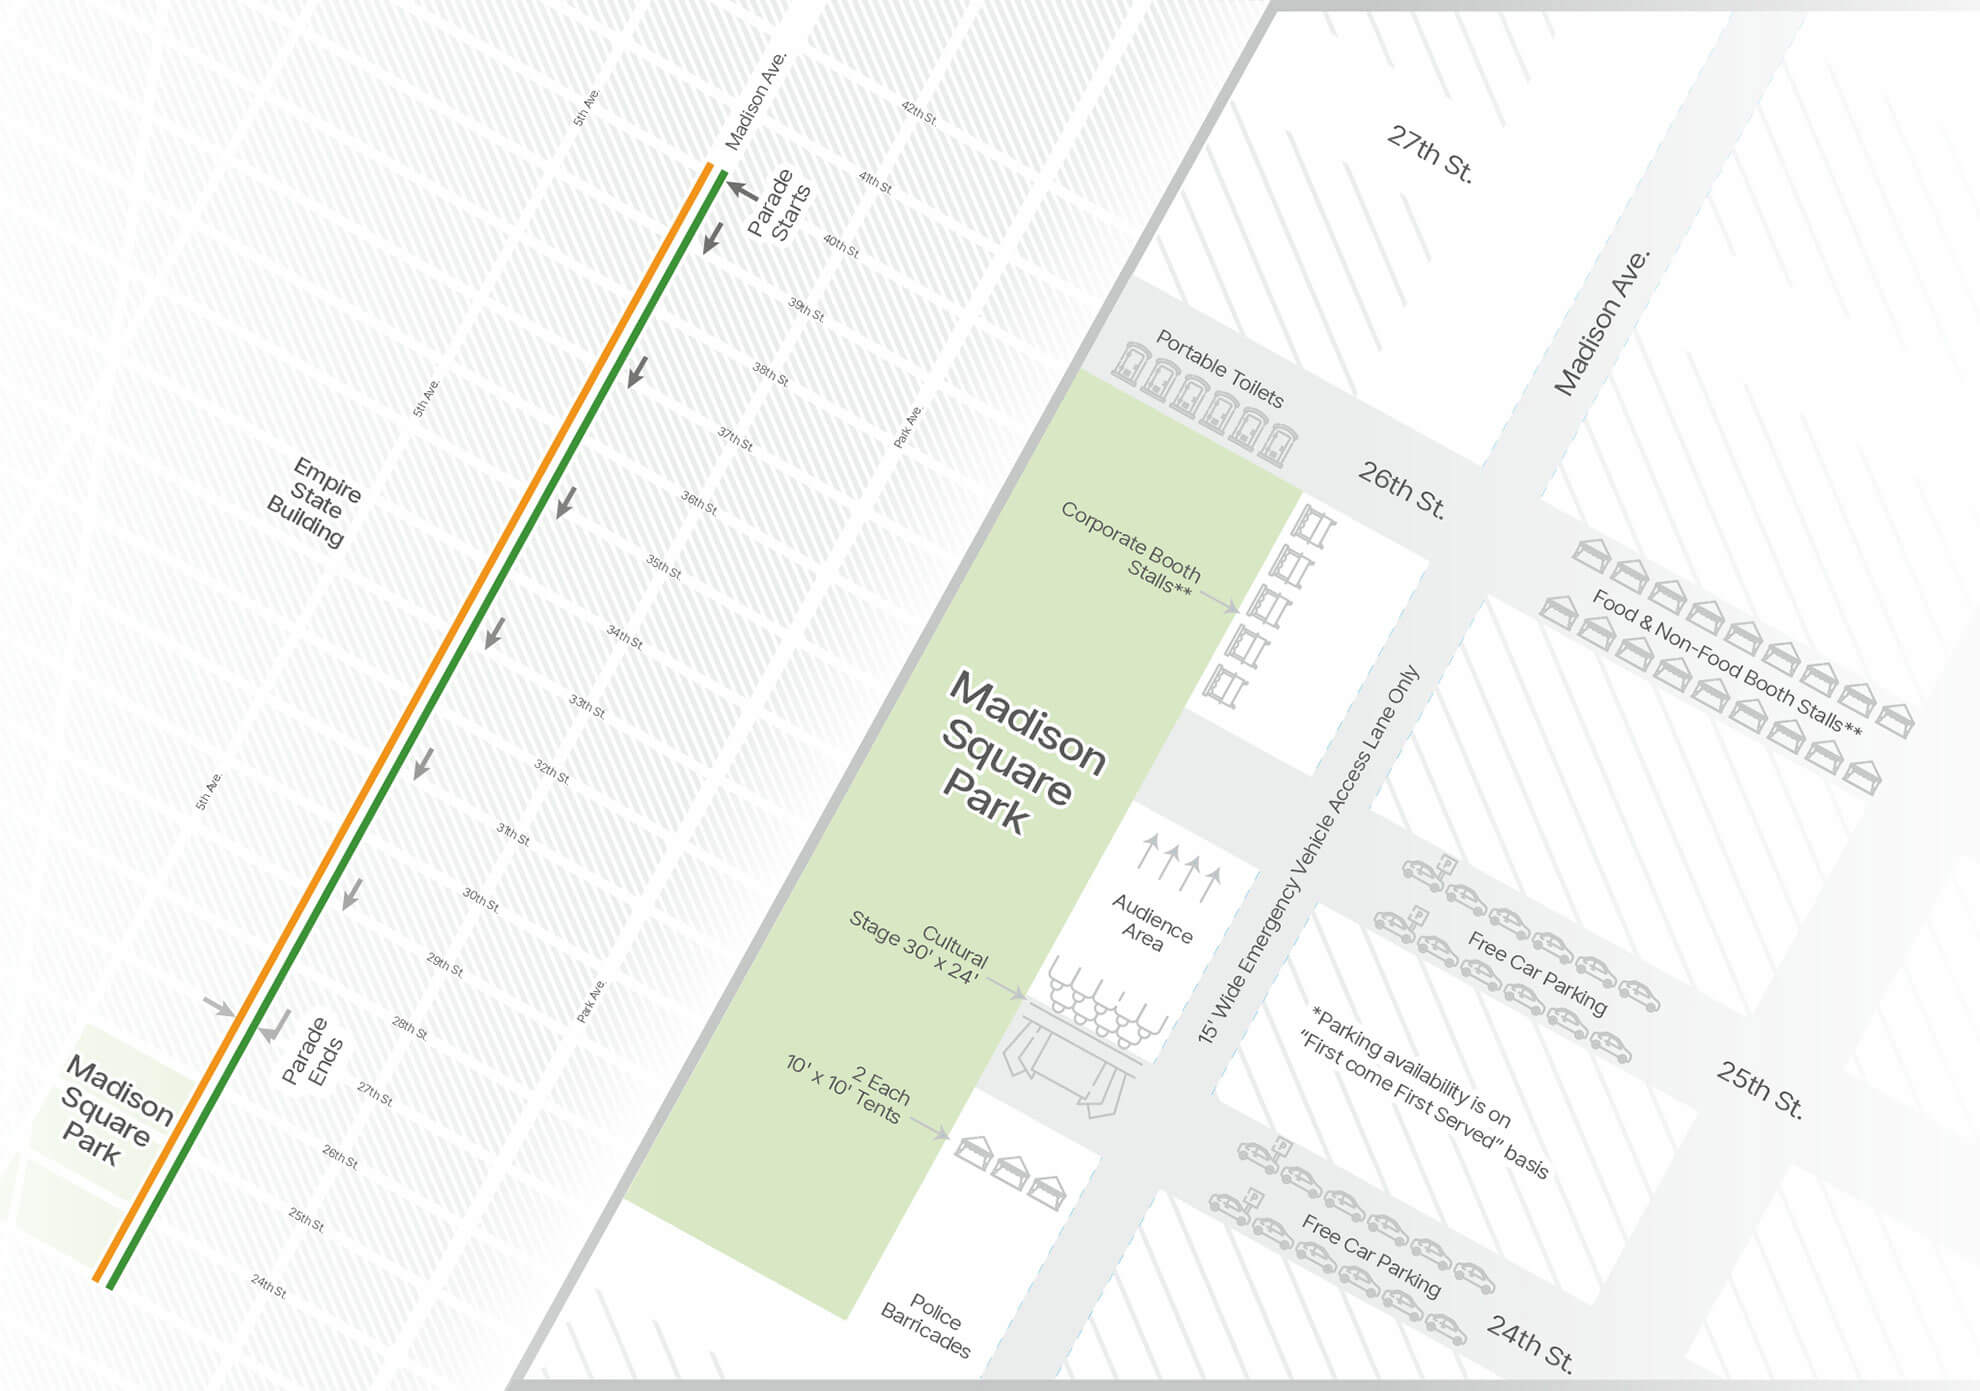 Madison Ave.
5th Ave.
42th St.
Parade
Starts
41th St.
40th St.
39th St.
38th St.
5th Ave.
Park Ave.
37th St.
Empire
State
Building
36th St.
35th St.
34th St.
33th St.
32th St.
5th Ave.
31th St.
30th St.
29th St.
Park Ave.
28th St.
Parade
Ends
Madison
Square
Park
27th St.
26th St.
25th St.
24th St.
27th St.
Madison Ave.
Portable Toilets
26th St.
Corporate Booth
Stalls**
Food & Non-Food Booth Stalls**
Madison
Square
Park
15' Wide Emergency Vehicle Access Lane Only
Audience
Area
Cultural
Stage 30' x 24'
P
P
Free Car Parking
*Parking availability is on
"First come First Served" basis
25th St.
2 Each
10' x 10' Tents
P
P
Free Car Parking
24th St.
Police
Barricades